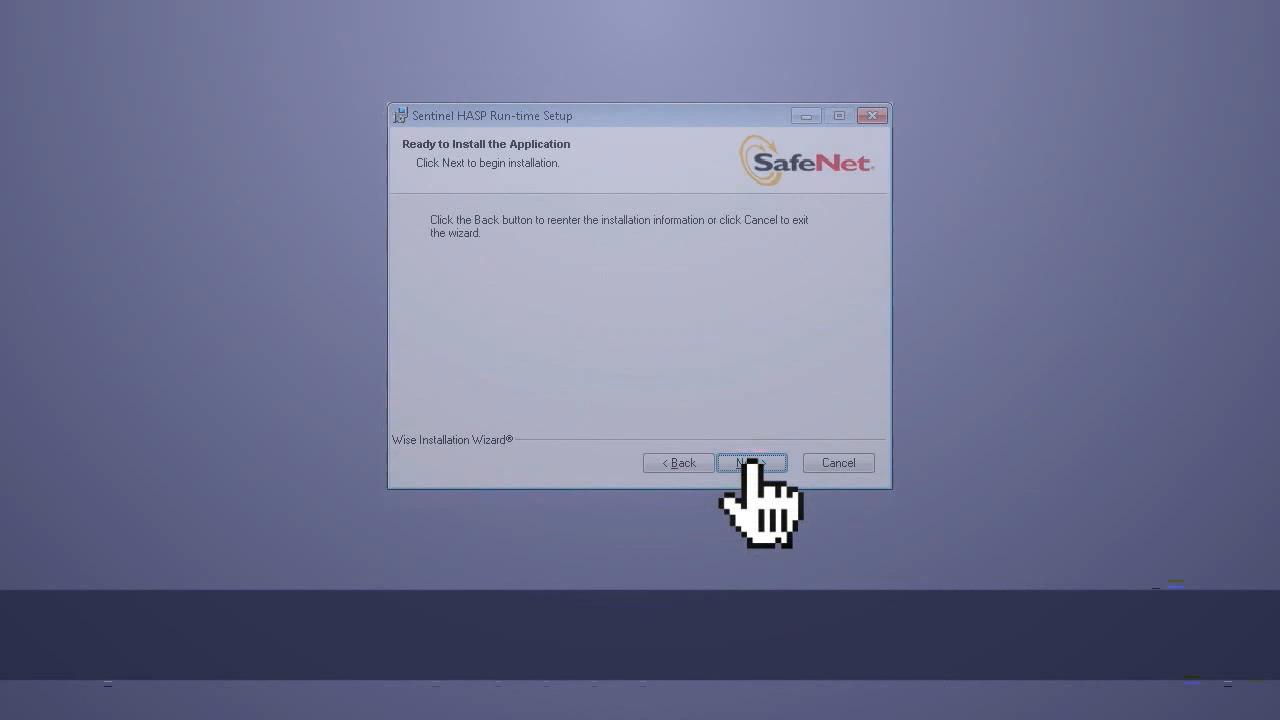 Sentinel HASP Run-time Setup
Ready to Install the Application
Click Next to begin installation.
SafeNet.
Click the Back button to reenter the installation information or click Cancel to exit
the wizard.
Wise Installation Wizard®
< Back
Cancel